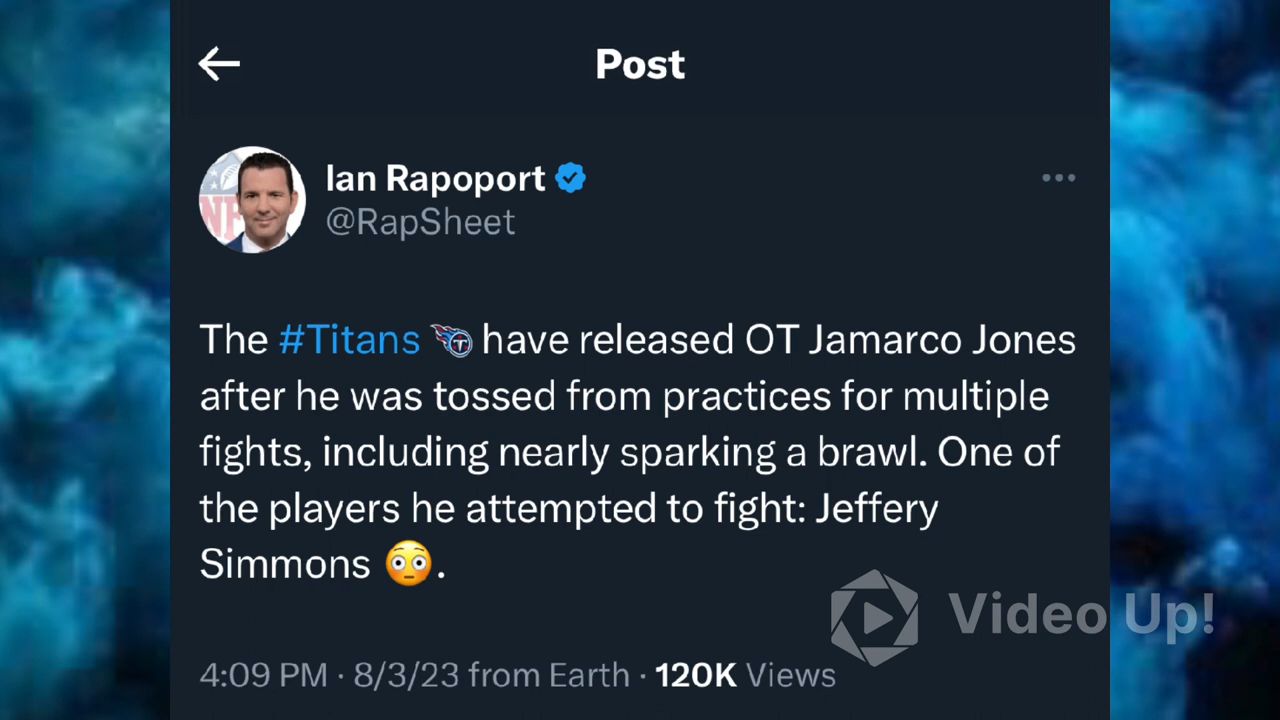 Post
Ian Rapoport
@RapSheet
The #Titans have released OT Jamarco Jones
after he was tossed from practices for multiple
fights, including nearly sparking a brawl. One of
the players he attempted to fight: Jeffery
Simmons 😳.
Video Up!
4:09 PM · 8/3/23 from Earth · 120K Views